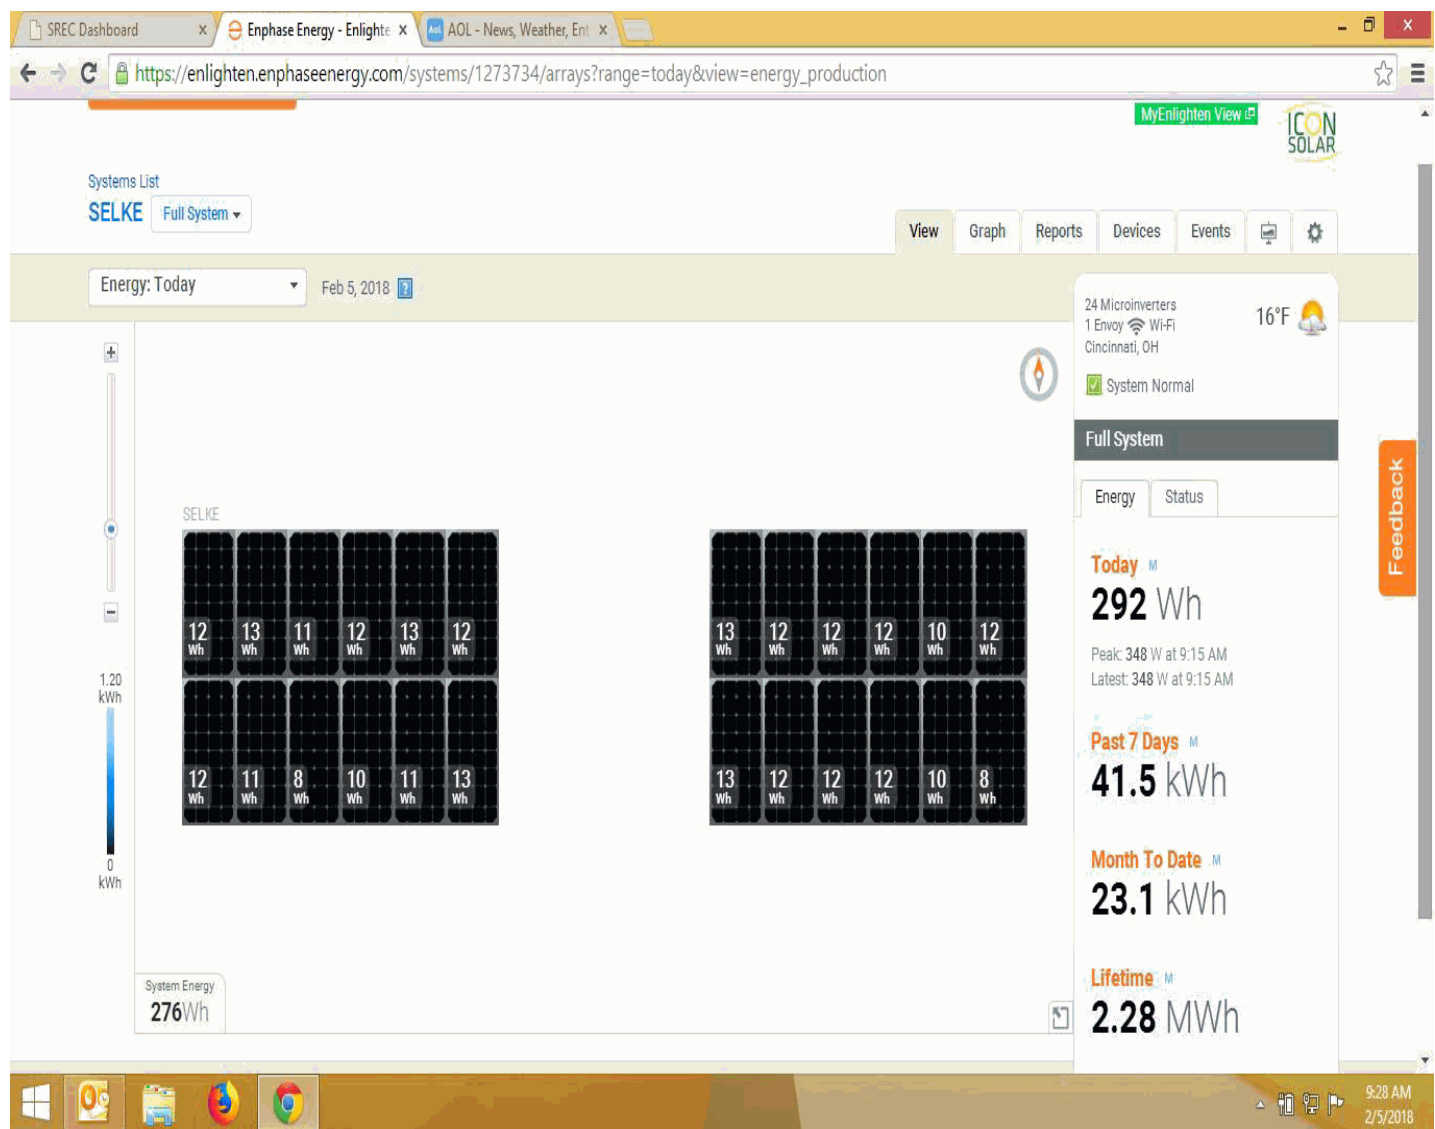 SREC Dashboard
Enphase Energy - Enlighte
AOL - News, Weather, Ent
https://enlighten.enphaseenergy.com/systems/1273734/arrays?range=today&view=energy_production
MyEnlighten View
ICON
SOLAR
Systems List
SELKE Full System
View Graph Reports Devices Events
Energy: Today
Feb 5, 2018 ?
24 Microinverters
1 Envoy Wi-Fi
Cincinnati, OH
16°F
System Normal
Full System
Energy Status
Feedback
SELKE
12 13 11 12 13 12 13 12 12 12 10 12
Wh Wh Wh Wh Wh Wh Wh Wh Wh Wh Wh Wh
12 11 8 10 11 13 13 12 12 12 10 8
Wh Wh Wh Wh Wh Wh Wh Wh Wh Wh Wh Wh
1.20
kWh
0
kWh
System Energy
276Wh
Today M
292 Wh
Peak: 348 W at 9:15 AM
Latest: 348 W at 9:15 AM
Past 7 Days M
41.5 kWh
Month To Date M
23.1 kWh
Lifetime M
2.28 MWh
9:28 AM
2/5/2018